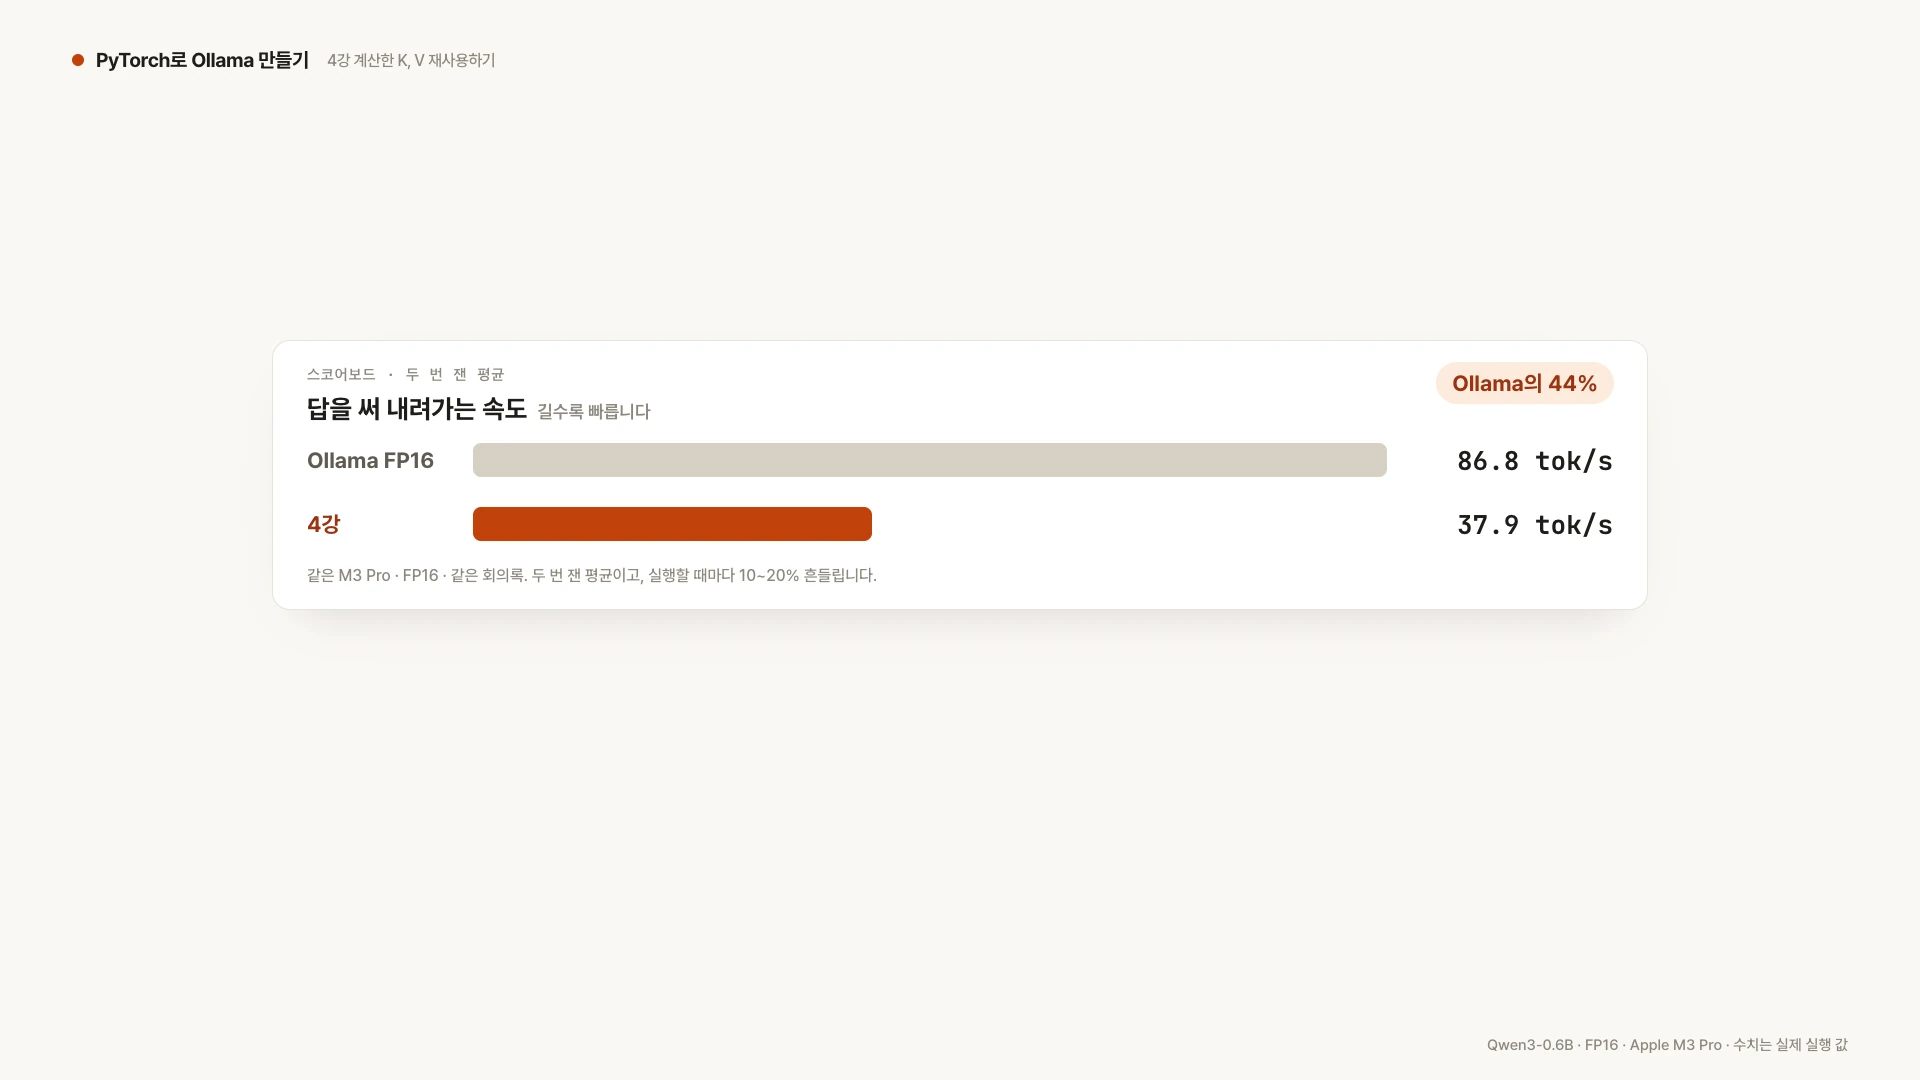 PyTorch로 Ollama 만들기 4강 계산한 K, V 재사용하기
스코어보드 · 두 번 잰 평균
Ollama의 44%
답을 써 내려가는 속도 길수록 빠릅니다
Ollama FP16 86.8 tok/s
4강 37.9 tok/s
같은 M3 Pro · FP16 · 같은 회의록. 두 번 잰 평균이고, 실행할 때마다 10~20% 흔들립니다.
Qwen3-0.6B · FP16 · Apple M3 Pro · 수치는 실제 실행 값